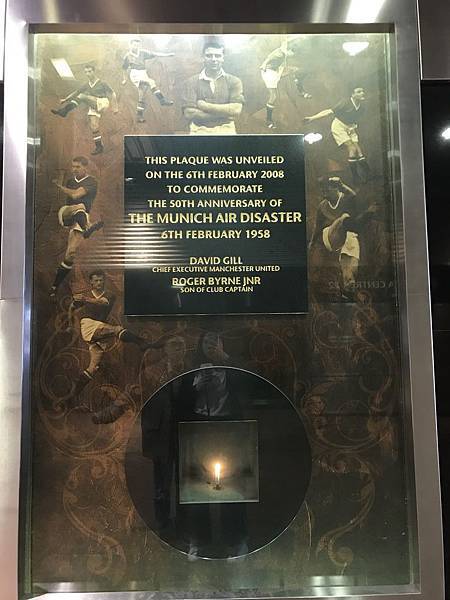 THIS PLAQUE WAS UNVEILED
ON THE 6TH FEBRUARY 2008
TO COMMEMORATE
THE 50TH ANNIVERSARY OF
THE MUNICH AIR DISASTER
6TH FEBRUARY 1958
DAVID GILL
CHIEF EXECUTIVE MANCHESTER UNITED
ROGER BYRNE JNR
SON OF CLUB CAPTAIN